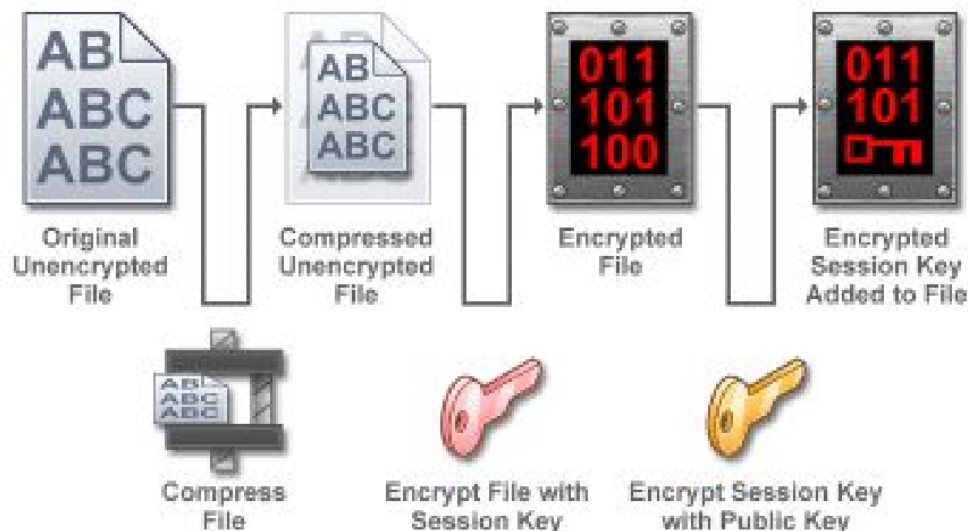 AB
ABC
ABC
AB
ABC
ABC
011
101
100
011
101
Original
Unencrypted
File
Compressed
Unencrypted
File
Encrypted
File
Encrypted
Session Key
Added to File
AB
ABC
ABC
Compress
File
Encrypt File with
Session Key
Encrypt Session Key
with Public Key